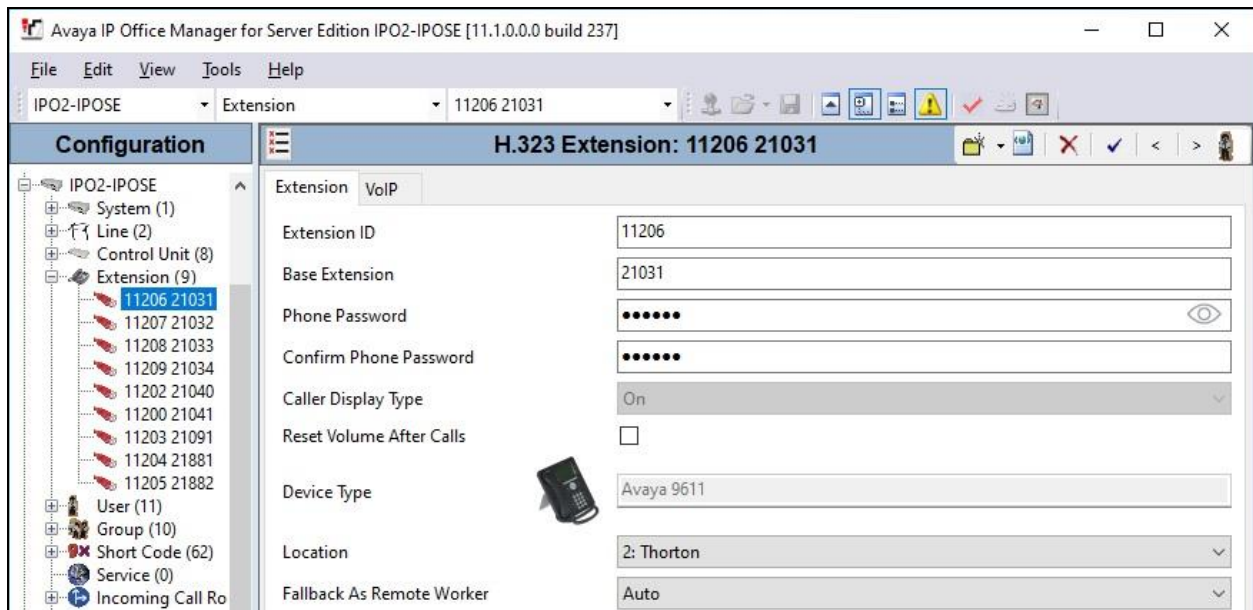 Avaya IP Office Manager for Server Edition IPO2-IPOSE [11.1.0.0.0 build 237]
File Edit View Tools Help
IPO2-IPOSE Extension 11206 21031
Configuration
H.323 Extension: 11206 21031
IPO2-IPOSE
System (1)
Line (2)
Control Unit (8)
Extension (9)
11206 21031
11207 21032
11208 21033
11209 21034
11202 21040
11200 21041
11203 21091
11204 21881
11205 21882
User (11)
Group (10)
Short Code (62)
Service (0)
Incoming Call Ro
Extension VoIP
Extension ID 11206
Base Extension 21031
Phone Password ●●●●●●
Confirm Phone Password ●●●●●●
Caller Display Type On
Reset Volume After Calls
Device Type Avaya 9611
Location 2: Thorton
Fallback As Remote Worker Auto